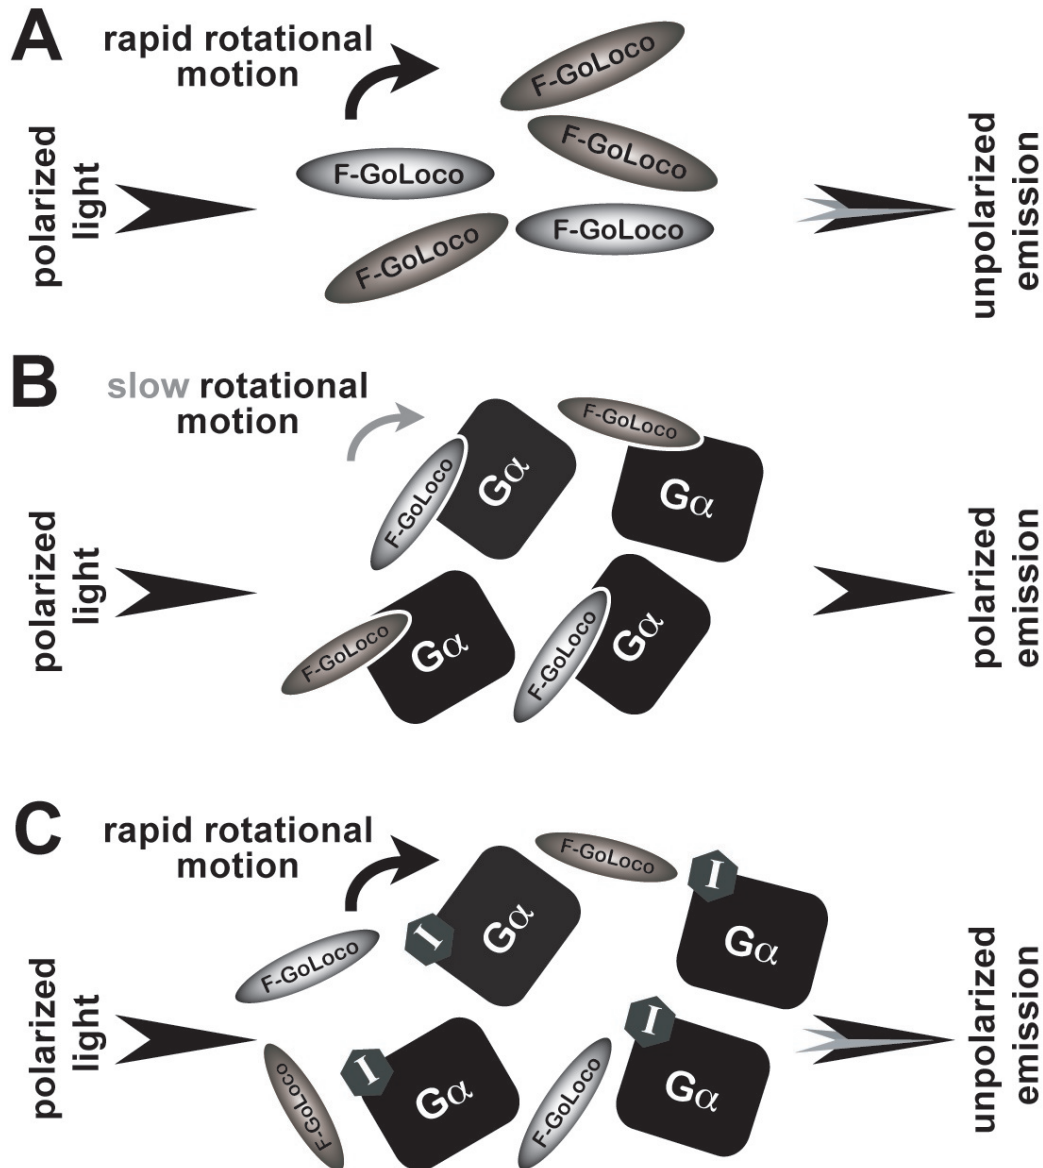 A
rapid rotational
motion
polarized
light
F-GoLoco
F-GoLoco
F-GoLoco
F-GoLoco
F-GoLoco
unpolarized
emission
B
slow rotational
motion
polarized
light
F-GoLoco
Gα
F-GoLoco
Gα
F-GoLoco
Gα
F-GoLoco
Gα
polarized
emission
C
rapid rotational
motion
polarized
light
F-GoLoco
I
Gα
F-GoLoco
I
Gα
F-GoLoco
I
Gα
F-GoLoco
I
Gα
unpolarized
emission